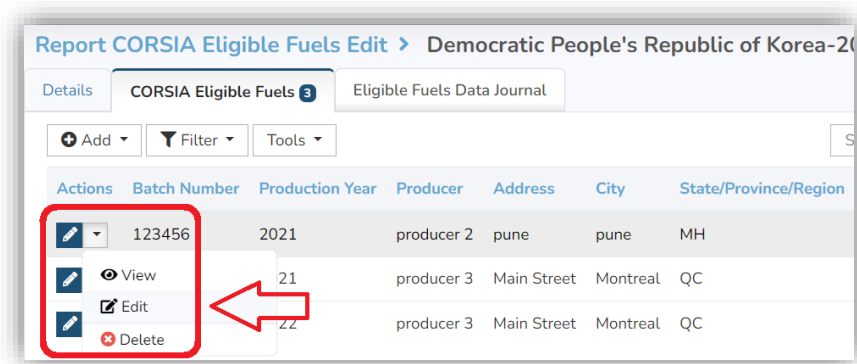 Report CORSIA Eligible Fuels Edit > Democratic People's Republic of Korea-20
Details CORSIA Eligible Fuels 3 Eligible Fuels Data Journal
Add Filter Tools S
Actions Batch Number Production Year Producer Address City State/Province/Region
123456 2021 producer 2 pune pune MH
View 21 producer 3 Main Street Montreal QC
Edit
22 producer 3 Main Street Montreal QC
Delete